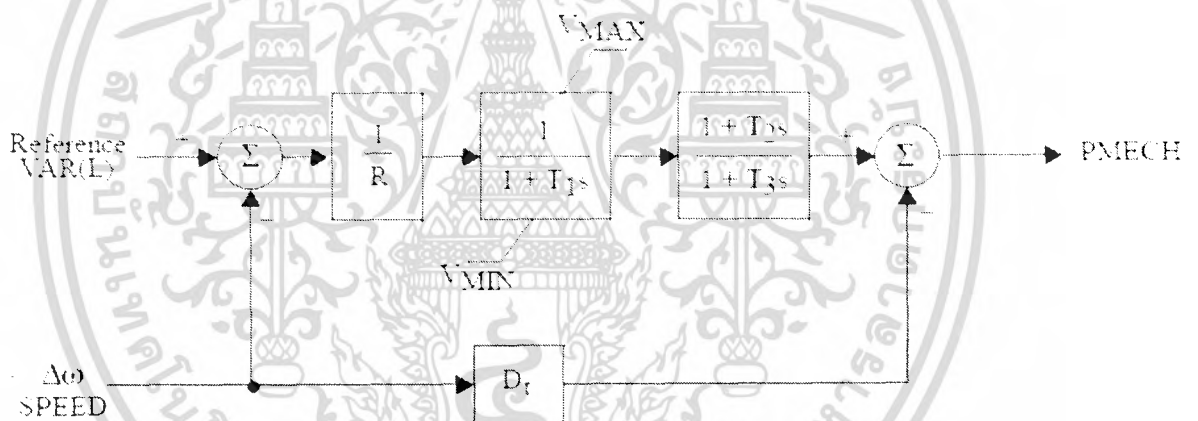 VMAX
Reference
VAR(L)
+
Σ
−
1
R
1
1 + T1s
VMIN
1 + T2s
1 + T3s
+
Σ
−
PMECH
Δω
SPEED
Dt